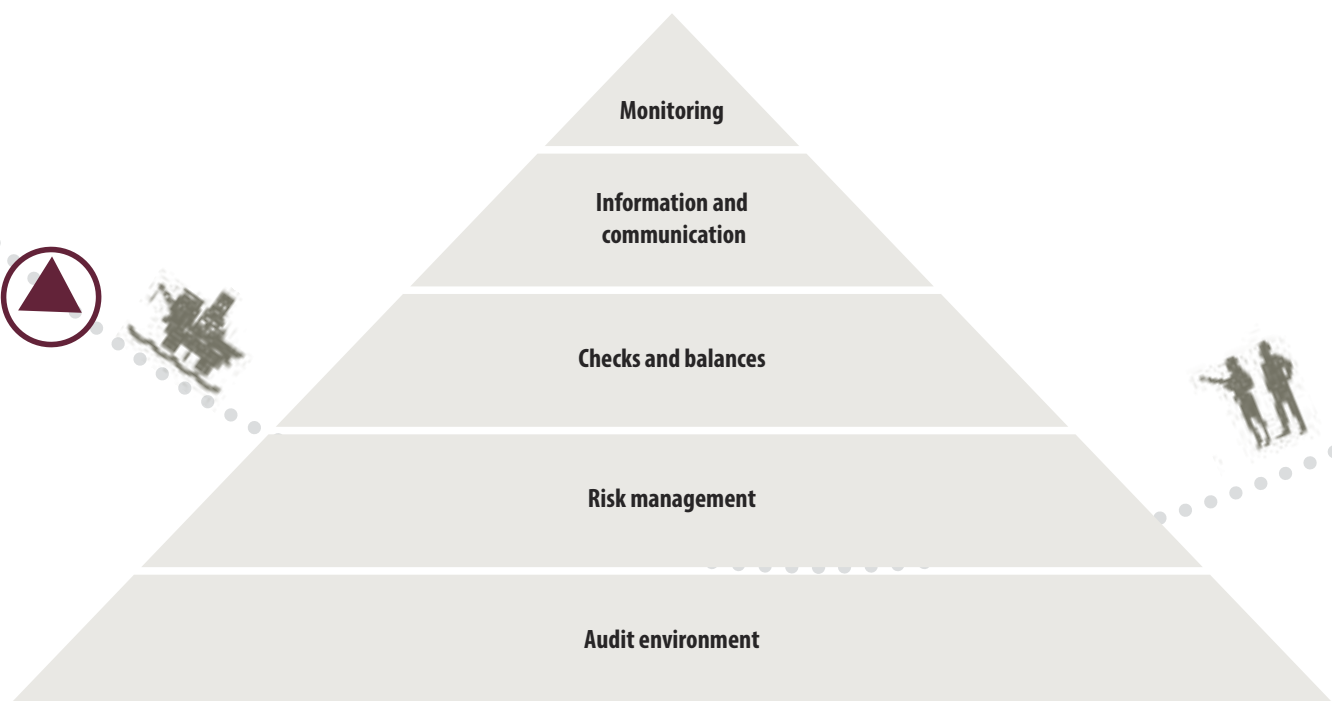 Monitoring
Information and
communication
Checks and balances
Risk management
Audit environment